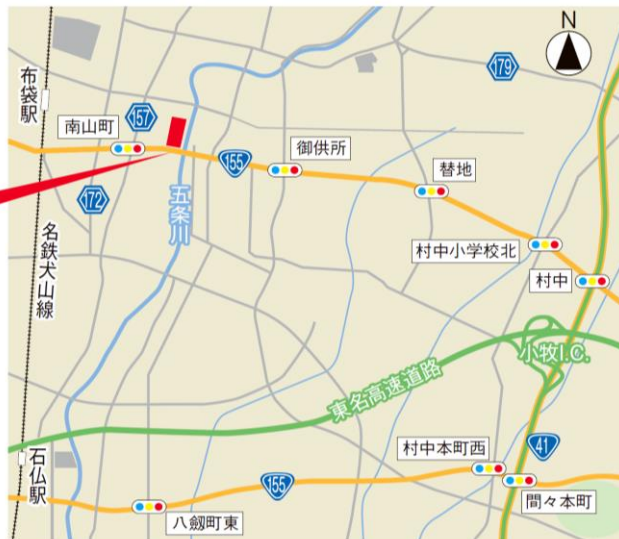 N
布袋駅
179
157
南山町
御供所
155
替地
172
五条川
村中小学校北
名鉄犬山線
村中
小牧I.C.
東名高速道路
村中本町西
41
石仏駅
155
間々本町
八剱町東